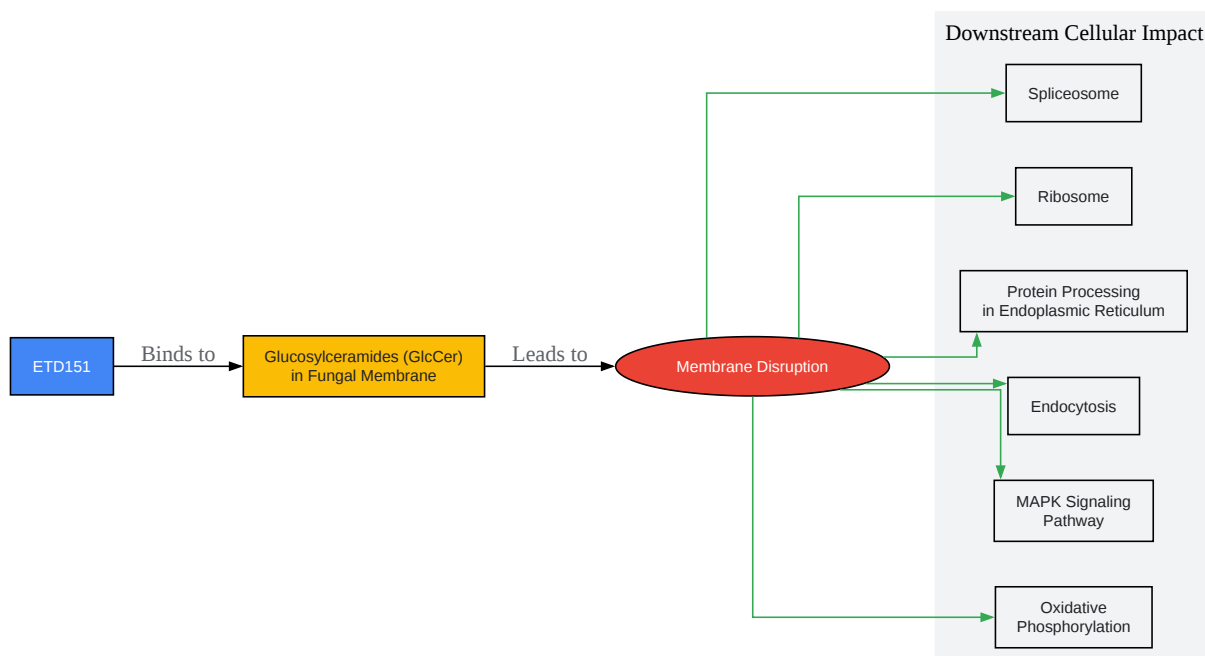 Downstream Cellular Impact
Spliceosome
Ribosome
Protein Processing
in Endoplasmic Reticulum
ETD151
Binds to
Glucosylceramides (GlcCer)
in Fungal Membrane
Leads to
Membrane Disruption
Endocytosis
MAPK Signaling
Pathway
Oxidative
Phosphorylation